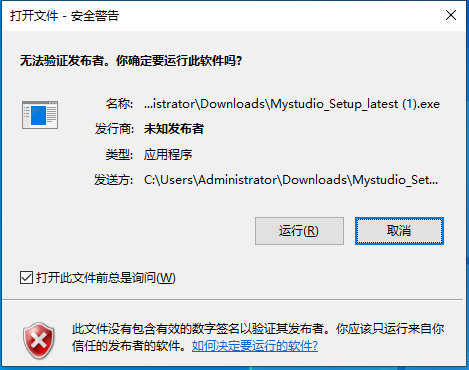 打开文件 - 安全警告
无法验证发布者。你确定要运行此软件吗?
名称: ...istrator\Downloads\Mystudio_Setup_latest (1).exe
发行商: 未知发布者
类型: 应用程序
发送方: C:\Users\Administrator\Downloads\Mystudio_Set...
运行(R) 取消
打开此文件前总是询问(W)
此文件没有包含有效的数字签名以验证其发布者。你应该只运行来自你
信任的发布者的软件。如何决定要运行的软件?